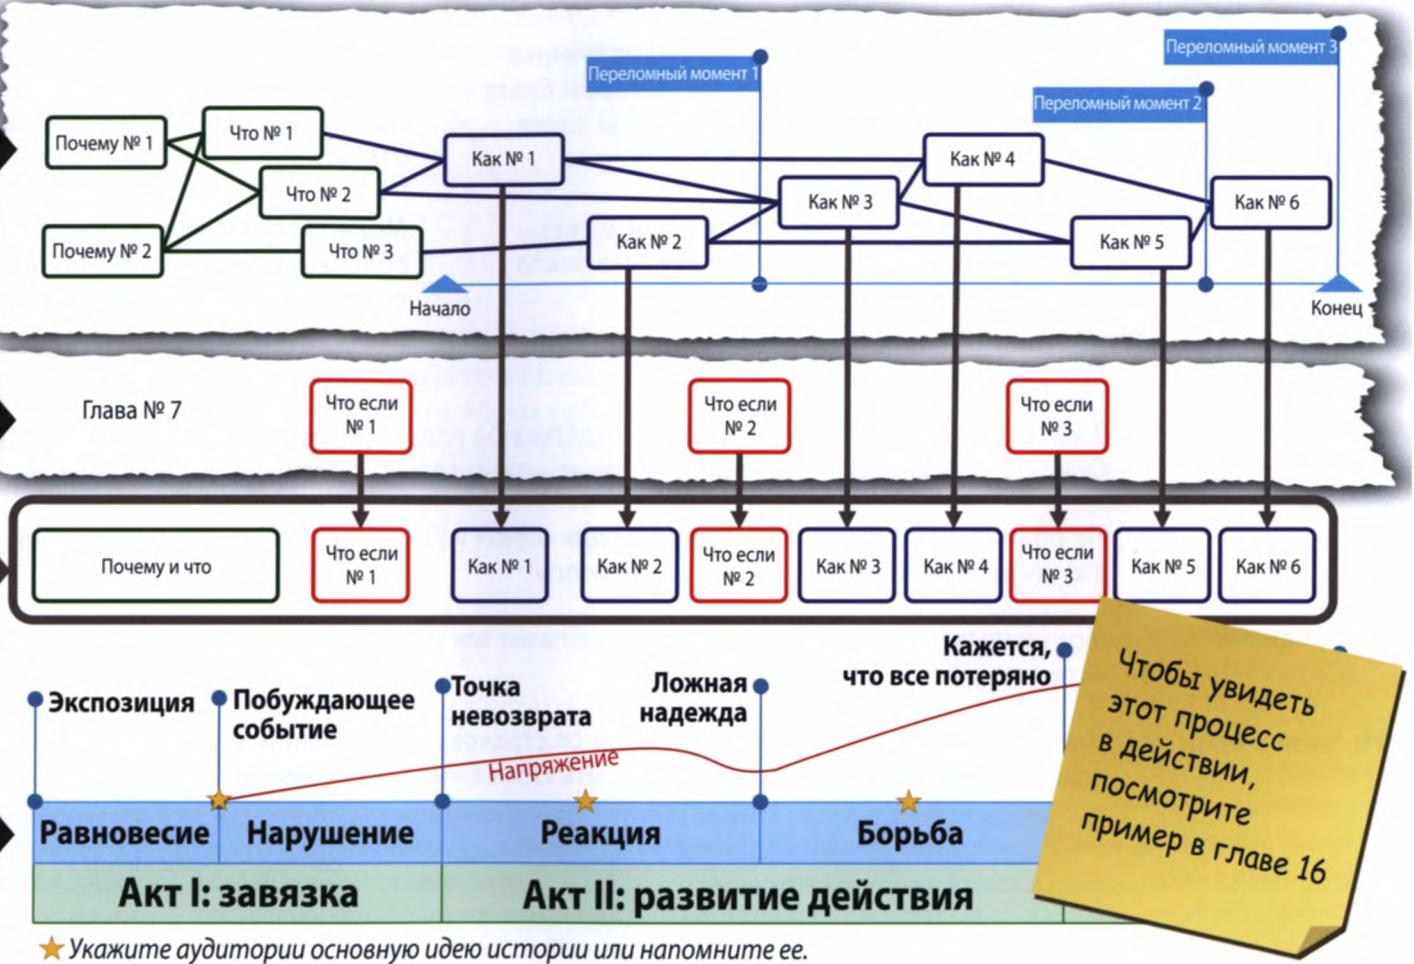 Переломный момент 3
Переломный момент 1
Переломный момент 2
Почему № 1
Что № 1
Как № 1
Как № 4
Что № 2
Как № 3
Как № 6
Почему № 2
Что № 3
Как № 2
Как № 5
Начало
Конец
Глава № 7
Что если
№ 1
Что если
№ 2
Что если
№ 3
Почему и что
Что если
№ 1
Как № 1
Как № 2
Что если
№ 2
Как № 3
Как № 4
Что если
№ 3
Как № 5
Как № 6
Экспозиция
Побуждающее
событие
Точка
невозврата
Ложная
надежда
Кажется,
что все потеряно
Напряжение
Равновесие
Нарушение
Реакция
Борьба
Акт I: завязка
Акт II: развитие действия
Чтобы увидеть
этот процесс
в действии,
посмотрите
пример в главе 16
Укажите аудитории основную идею истории или напомните ее.